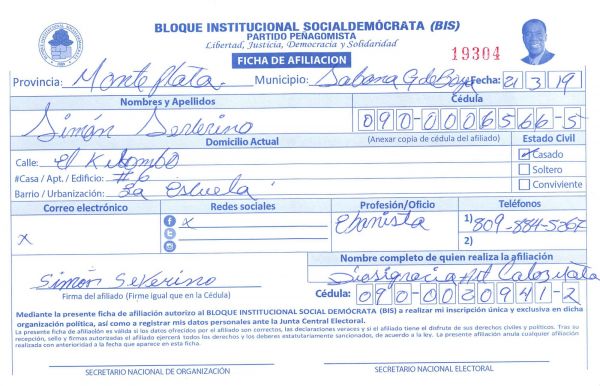 BLOQUE INSTITUCIONAL SOCIALDEMÓCRATA (BIS)
PARTIDO PEÑAGOMISTA
Libertad, Justicia, Democracia y Solidaridad
FICHA DE AFILIACION
19304
Provincia: Monte plata. Municipio: Sabana G. de Boya Fecha: 21 3 19
Nombres y Apellidos
Simón Severino
Cédula
090-0006566-5
(Anexar copia de cédula del afiliado)
Domicilio Actual
Calle: El Kilombo
#Casa / Apt. / Edificio: #6
Barrio / Urbanización: La Escuela
Estado Civil
Casado
Soltero
Conviviente
Correo electrónico
X
Redes sociales
X
Profesión/Oficio
Ebanista
Teléfonos
1) 809-884-5267
2)
Simón Severino
Firma del afiliado (Firme igual que en la Cédula)
Nombre completo de quien realiza la afiliación
Cédula: 090-0020941-2
Mediante la presente ficha de afiliación autorizo al BLOQUE INSTITUCIONAL SOCIAL DEMÓCRATA (BIS) a realizar mi inscripción única y exclusiva en dicha
organización política, así como a registrar mis datos personales ante la Junta Central Electoral.
La presente ficha de afiliación es válida si los datos ofrecidos por el afiliado son correctos, las declaraciones veraces y si el afiliado tiene el disfrute de sus derechos civiles y políticos. Tras su
recepción, sello y firmas autorizadas el afiliado ejercerá todos los derechos y los deberes estatutariamente sancionados, de acuerdo a la ley. La presente afiliación anula cualquier afiliación
realizada con anterioridad a la fecha que aparece en esta ficha.
SECRETARIO NACIONAL DE ORGANIZACIÓN
SECRETARIO NACIONAL ELECTORAL